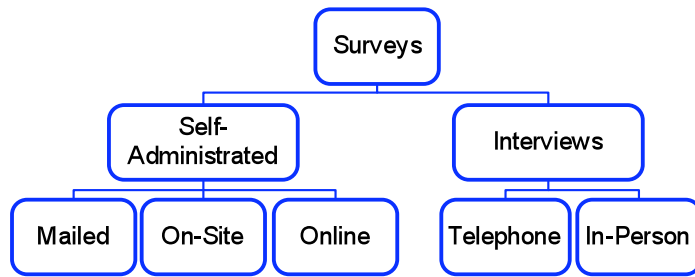 Surveys
Self-
Administrated
Interviews
Mailed
On-Site
Online
Telephone
In-Person